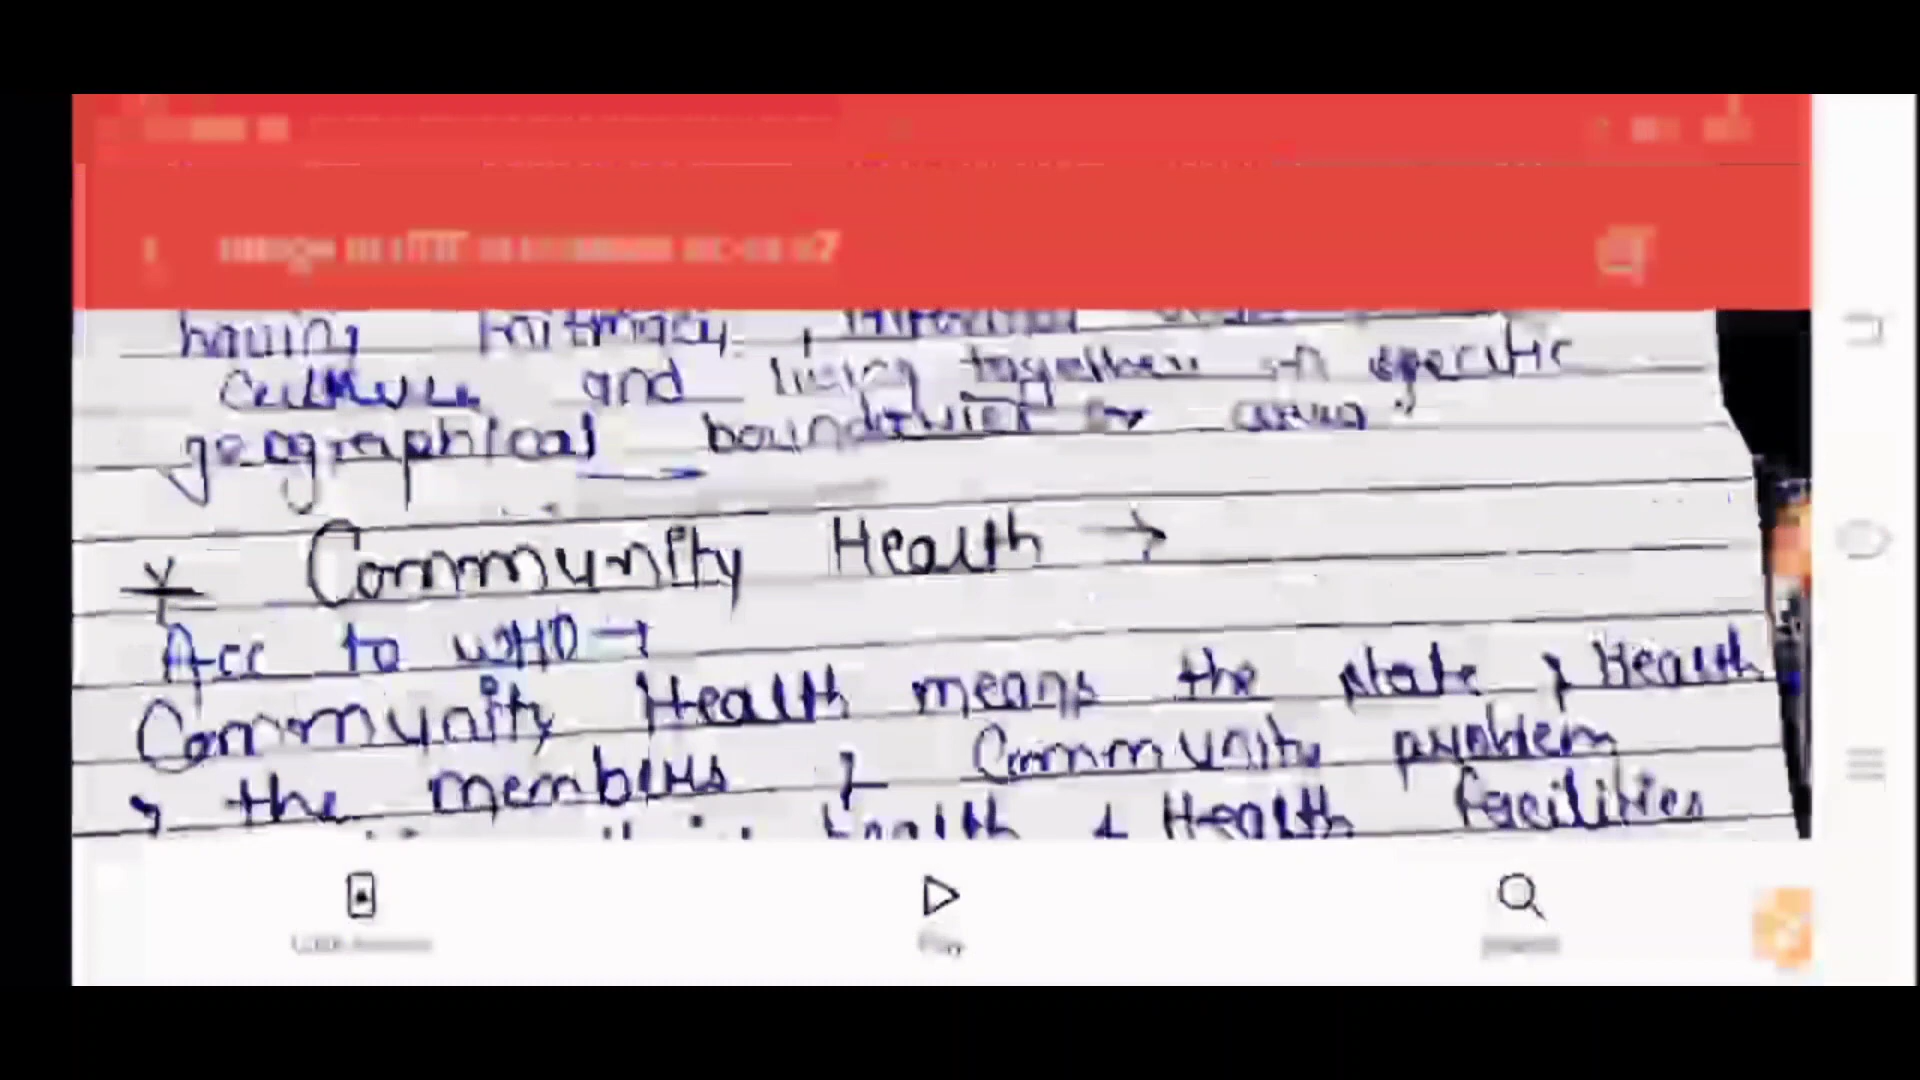 having intimacy,
culture and living together in specific
geographical boundaries or area.
* Community Health →
Acc to WHO →
Community Health means the state of Health
of the members of Community problem
health & Health facilities
Play